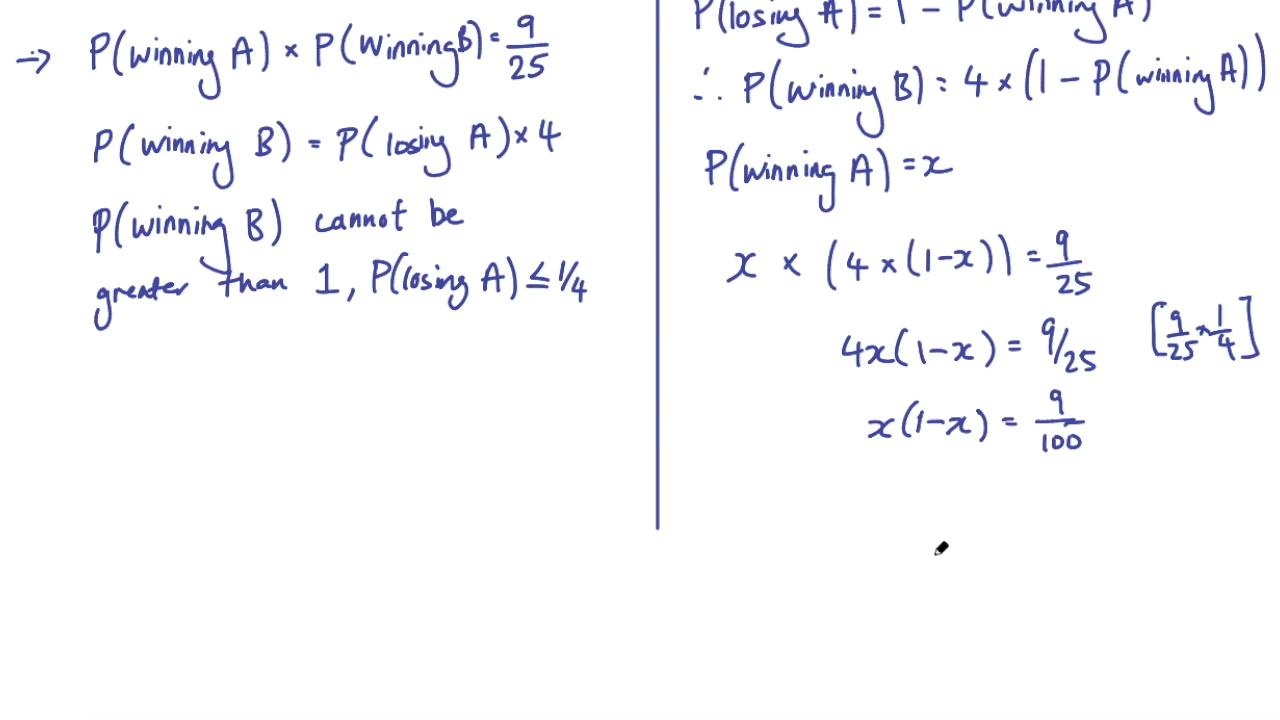 → P(winning A) × P(winning B) = 9/25
P(winning B) = P(losing A) × 4
P(winning B) cannot be
greater than 1, P(losing A) ≤ 1/4
P(losing A) = 1 − P(winning A)
∴ P(winning B) = 4 × (1 − P(winning A))
P(winning A) = x
x × (4 × (1−x)) = 9/25
4x(1−x) = 9/25 [9/25 × 1/4]
x(1−x) = 9/100